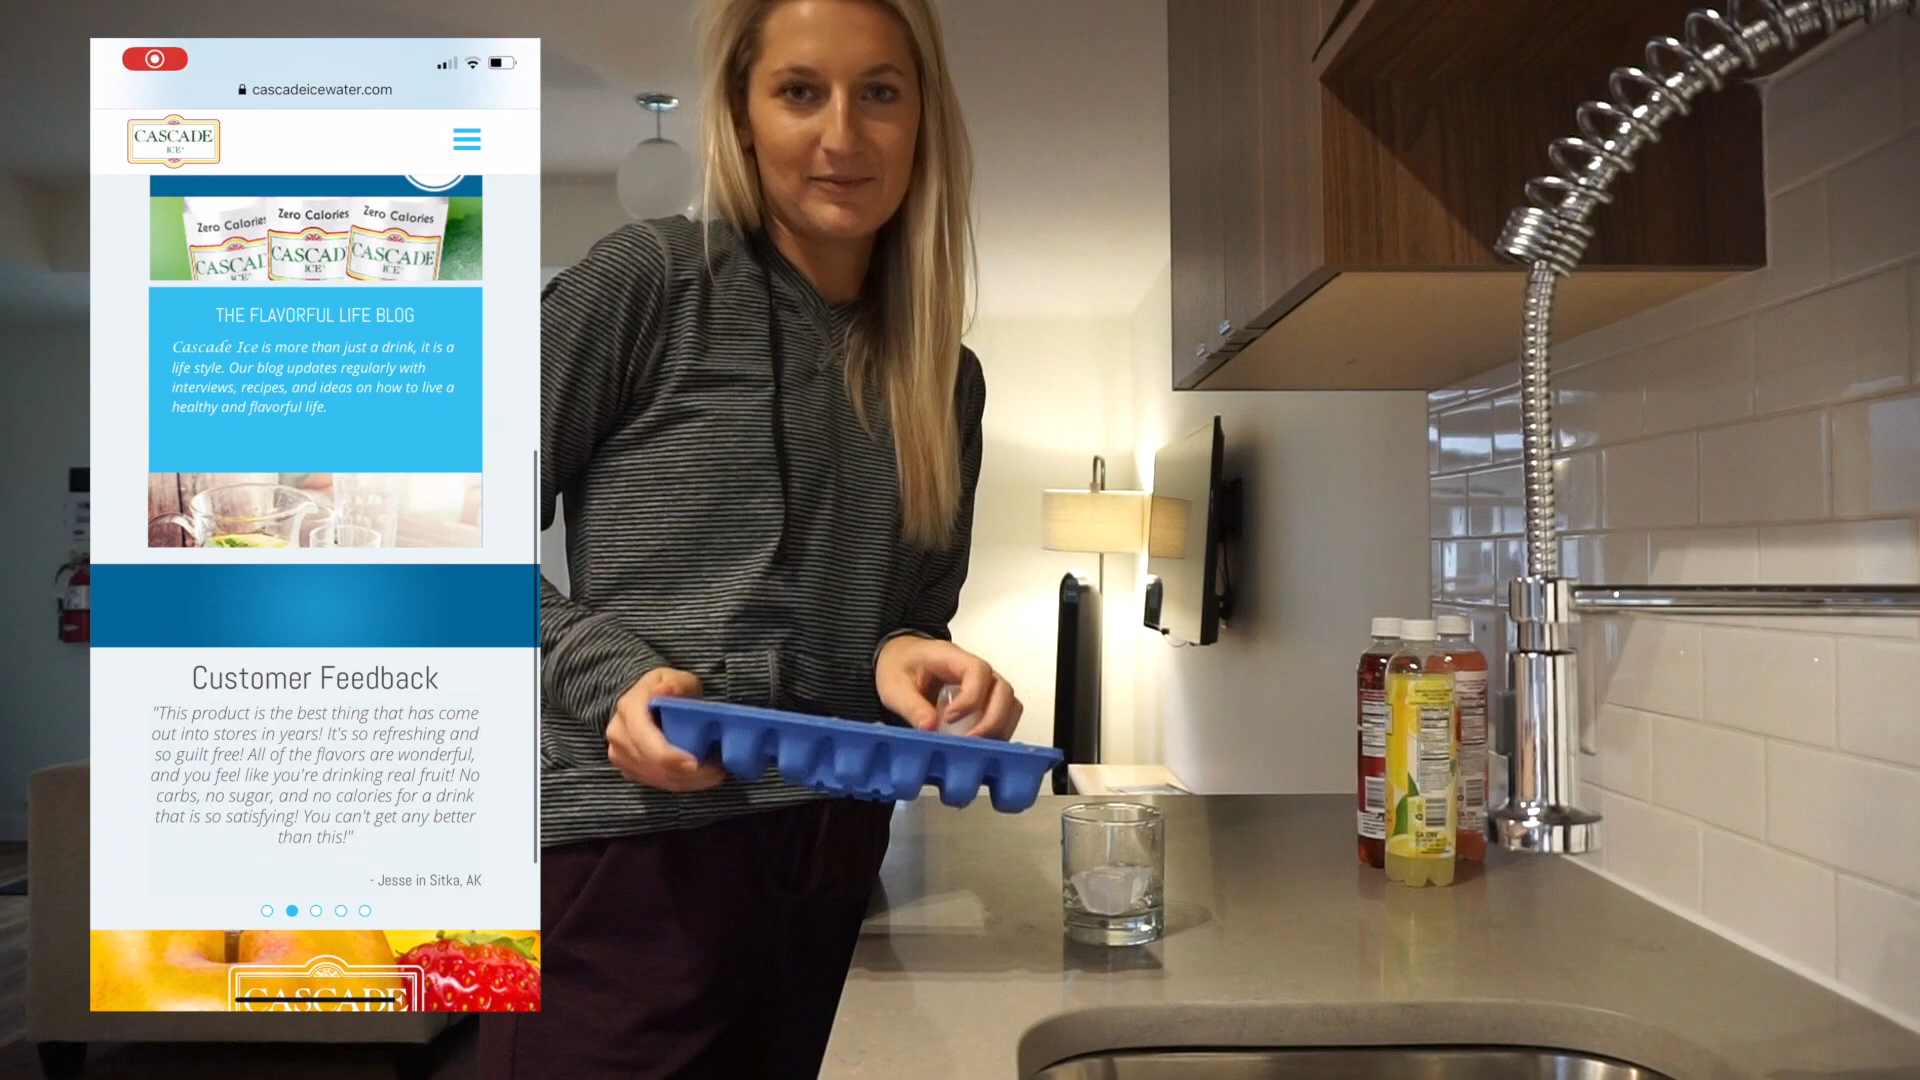 cascadeicewater.com
CASCADE
ICE
Zero Calories
Zero Calories
Zero Calories
CASCAD
CASCAD
CASCADE
ICE
ICE
ICE
THE FLAVORFUL LIFE BLOG
Cascade Ice is more than just a drink, it is a
life style. Our blog updates regularly with
interviews, recipes, and ideas on how to live a
healthy and flavorful life.
Customer Feedback
"This product is the best thing that has come
out into stores in years! It's so refreshing and
so guilt free! All of the flavors are wonderful,
and you feel like you're drinking real fruit! No
carbs, no sugar, and no calories for a drink
that is so satisfying! You can't get any better
than this!"
- Jesse in Sitka, AK
CASCADE